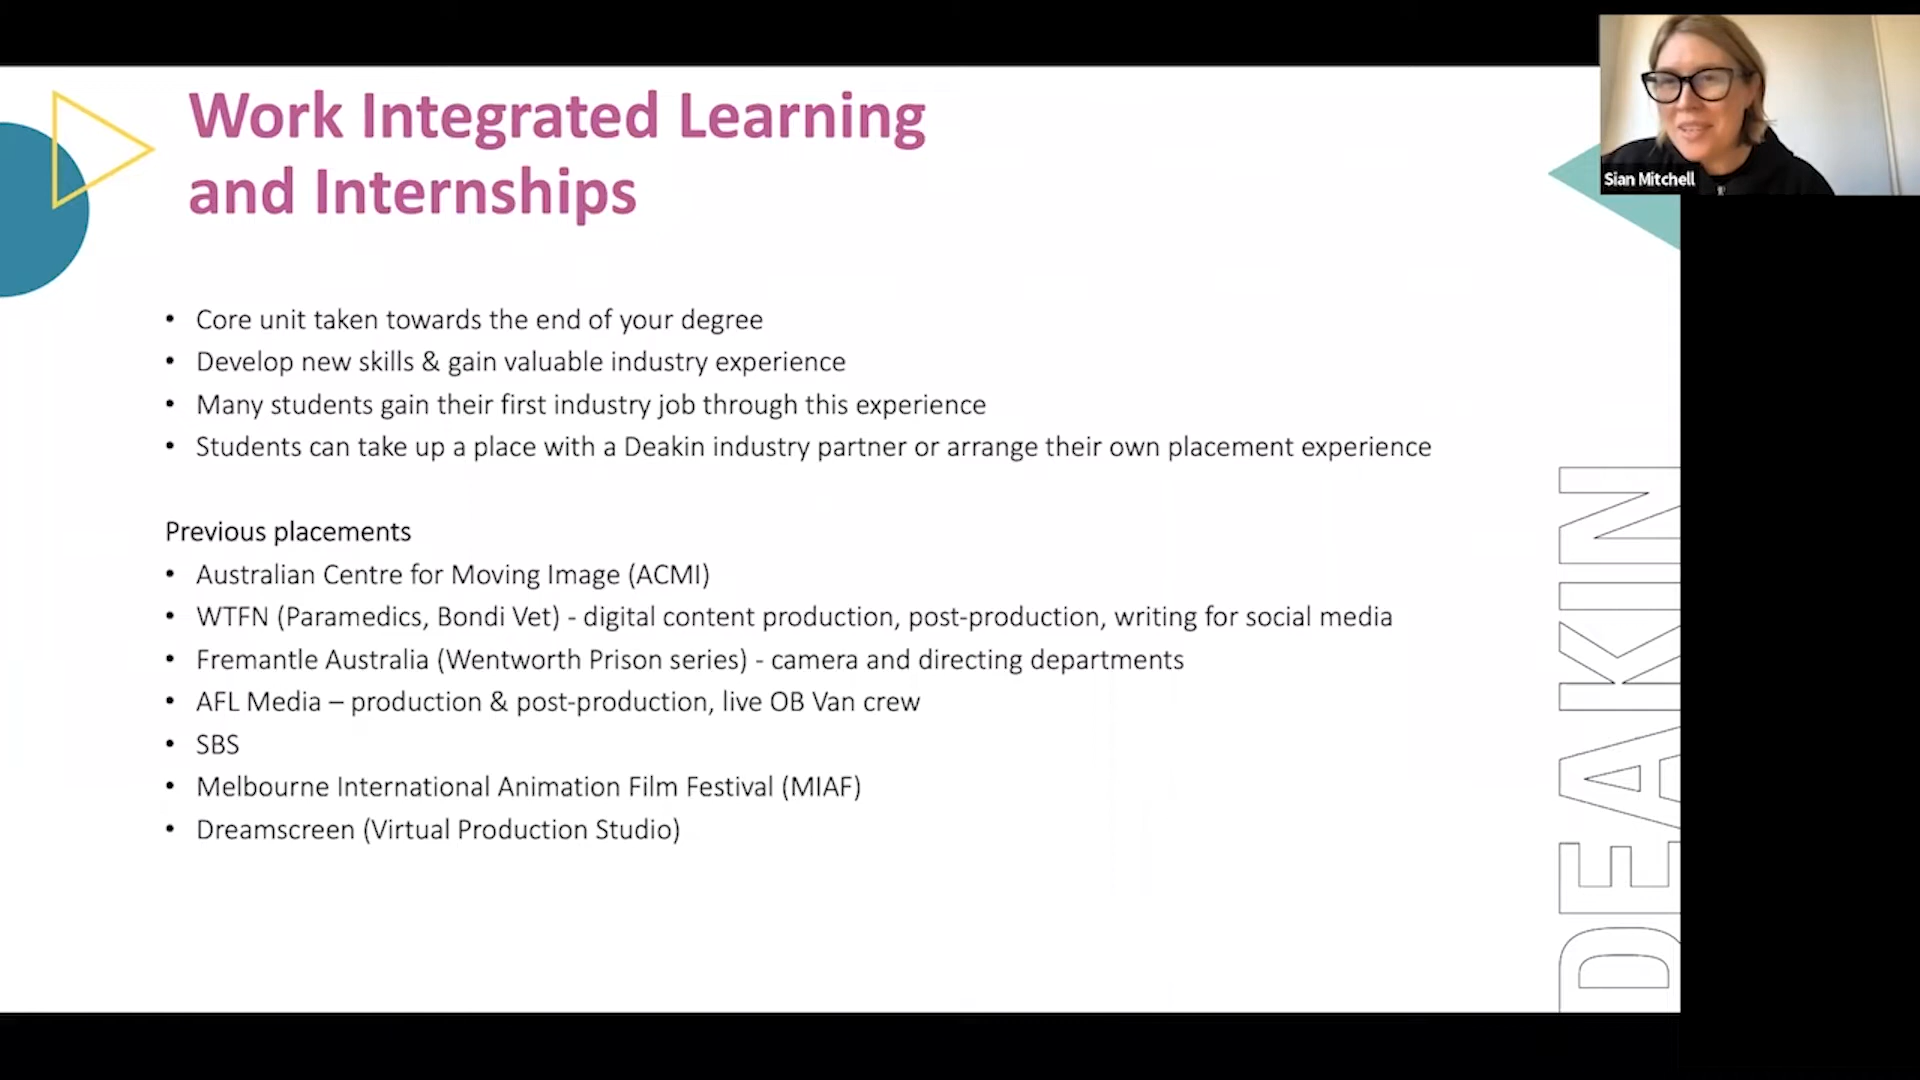 Work Integrated Learning
and Internships
Sian Mitchell
• Core unit taken towards the end of your degree
• Develop new skills & gain valuable industry experience
• Many students gain their first industry job through this experience
• Students can take up a place with a Deakin industry partner or arrange their own placement experience
Previous placements
• Australian Centre for Moving Image (ACMI)
• WTFN (Paramedics, Bondi Vet) - digital content production, post-production, writing for social media
• Fremantle Australia (Wentworth Prison series) - camera and directing departments
• AFL Media – production & post-production, live OB Van crew
• SBS
• Melbourne International Animation Film Festival (MIAF)
• Dreamscreen (Virtual Production Studio)
DEAKIN